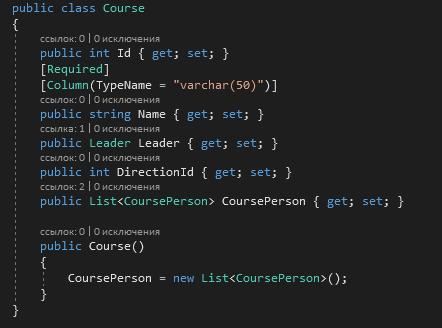 public class Course
{
ссылок: 0 | 0 исключения
public int Id { get; set; }
[Required]
[Column(TypeName = "varchar(50)")]
ссылок: 0 | 0 исключения
public string Name { get; set; }
ссылка: 1 | 0 исключения
public Leader Leader { get; set; }
ссылок: 0 | 0 исключения
public int DirectionId { get; set; }
ссылок: 2 | 0 исключения
public List<CoursePerson> CoursePerson { get; set; }
ссылок: 0 | 0 исключения
public Course()
{
CoursePerson = new List<CoursePerson>();
}
}